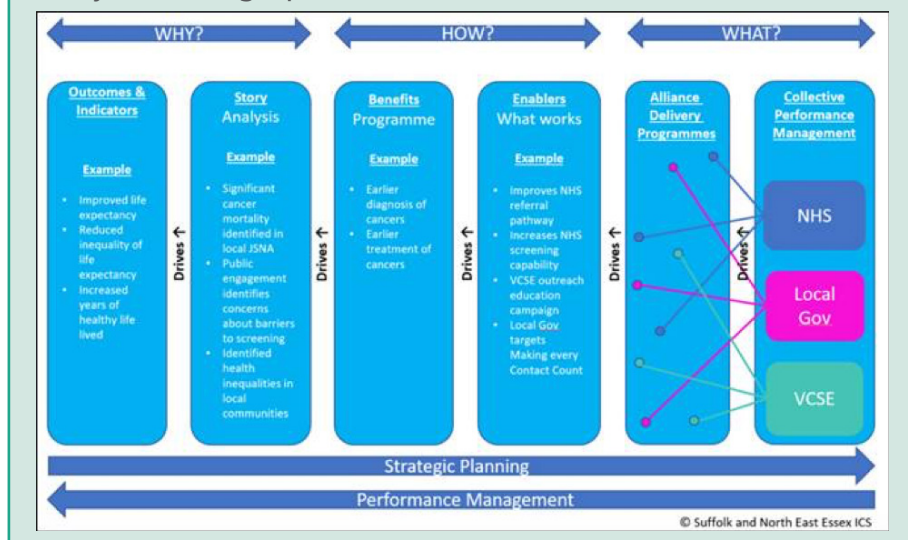 WHY?
HOW?
WHAT?
Outcomes &
Indicators
Example
• Improved life
expectancy
• Reduced
inequality of
life
expectancy
• Increased
years of
healthy life
lived
Drives ↑
Story
Analysis
Example
• Significant
cancer
mortality
identified in
local JSNA
• Public
engagement
identifies
concerns
about barriers
to screening
• Identified
health
inequalities in
local
communities
Drives ↑
Benefits
Programme
Example
• Earlier
diagnosis of
cancers
• Earlier
treatment of
cancers
Drives ↑
Enablers
What works
Example
• Improves NHS
referral
pathway
• Increases NHS
screening
capability
• VCSE outreach
education
campaign
• Local Gov
targets
Making every
Contact Count
Drives ↑
Alliance
Delivery
Programmes
Drives ↑
Collective
Performance
Management
NHS
Local
Gov
VCSE
Strategic Planning
Performance Management
© Suffolk and North East Essex ICS